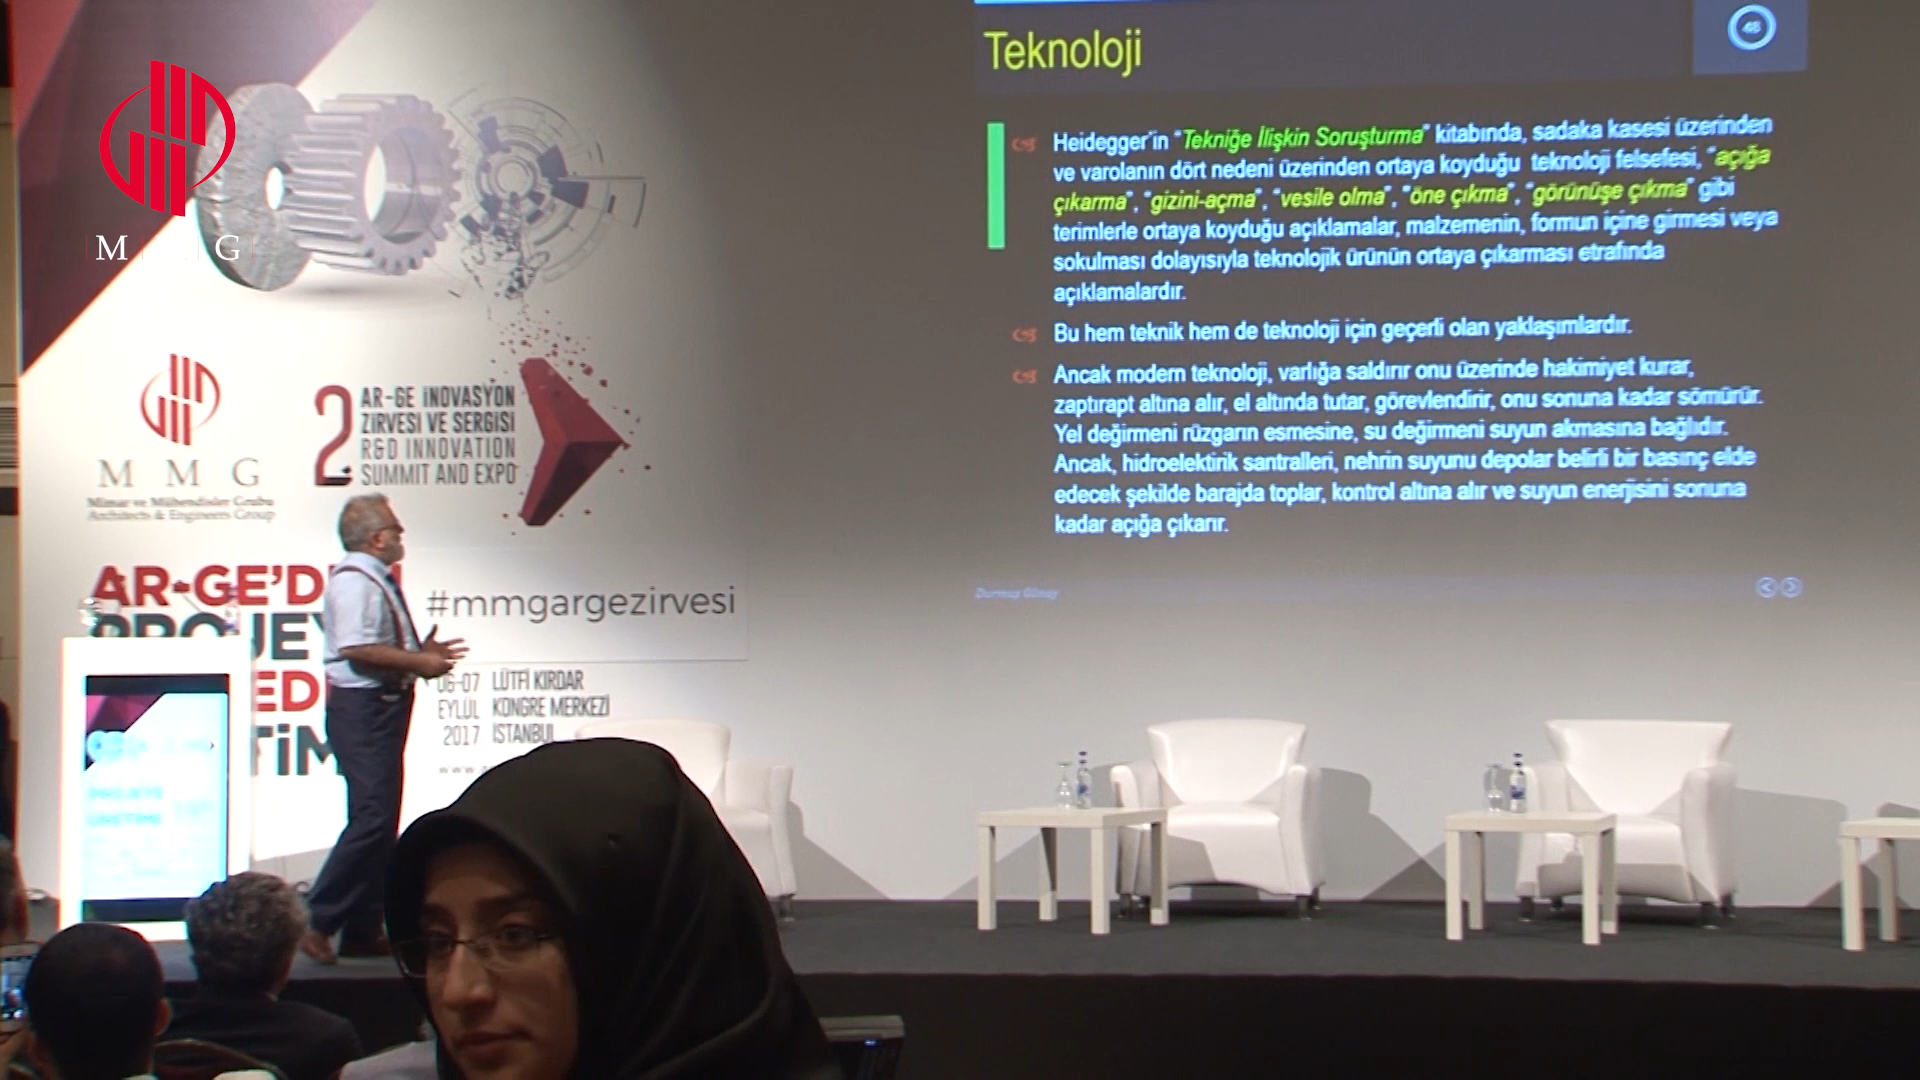 M M G
M M G
Mimar ve Mühendisler Grubu
Architects & Engineers Group
2
AR-GE İNOVASYON
ZİRVESİ VE SERGİSİ
R&D INNOVATION
SUMMIT AND EXPO
AR-GE'D
#mmgargezirvesi
06-07 LÜTFİ KIRDAR
EYLÜL KONGRE MERKEZİ
2017 İSTANBUL
Teknoloji
48
Heidegger'in "Tekniğe İlişkin Soruşturma" kitabında, sadaka kasesi üzerinden
ve varolanın dört nedeni üzerinden ortaya koyduğu teknoloji felsefesi, "açığa
çıkarma", "gizini-açma", "vesile olma", "öne çıkma", "görünüşe çıkma" gibi
terimlerle ortaya koyduğu açıklamalar, malzemenin, formun içine girmesi veya
sokulması dolayısıyla teknolojik ürünün ortaya çıkarması etrafında
açıklamalardır.
Bu hem teknik hem de teknoloji için geçerli olan yaklaşımlardır.
Ancak modern teknoloji, varlığa saldırır onu üzerinde hakimiyet kurar,
zaptırapt altına alır, el altında tutar, görevlendirir, onu sonuna kadar sömürür.
Yel değirmeni rüzgarın esmesine, su değirmeni suyun akmasına bağlıdır.
Ancak, hidroelektirik santralleri, nehrin suyunu depolar belirli bir basınç elde
edecek şekilde barajda toplar, kontrol altına alır ve suyun enerjisini sonuna
kadar açığa çıkarır.
Durmuş Günay